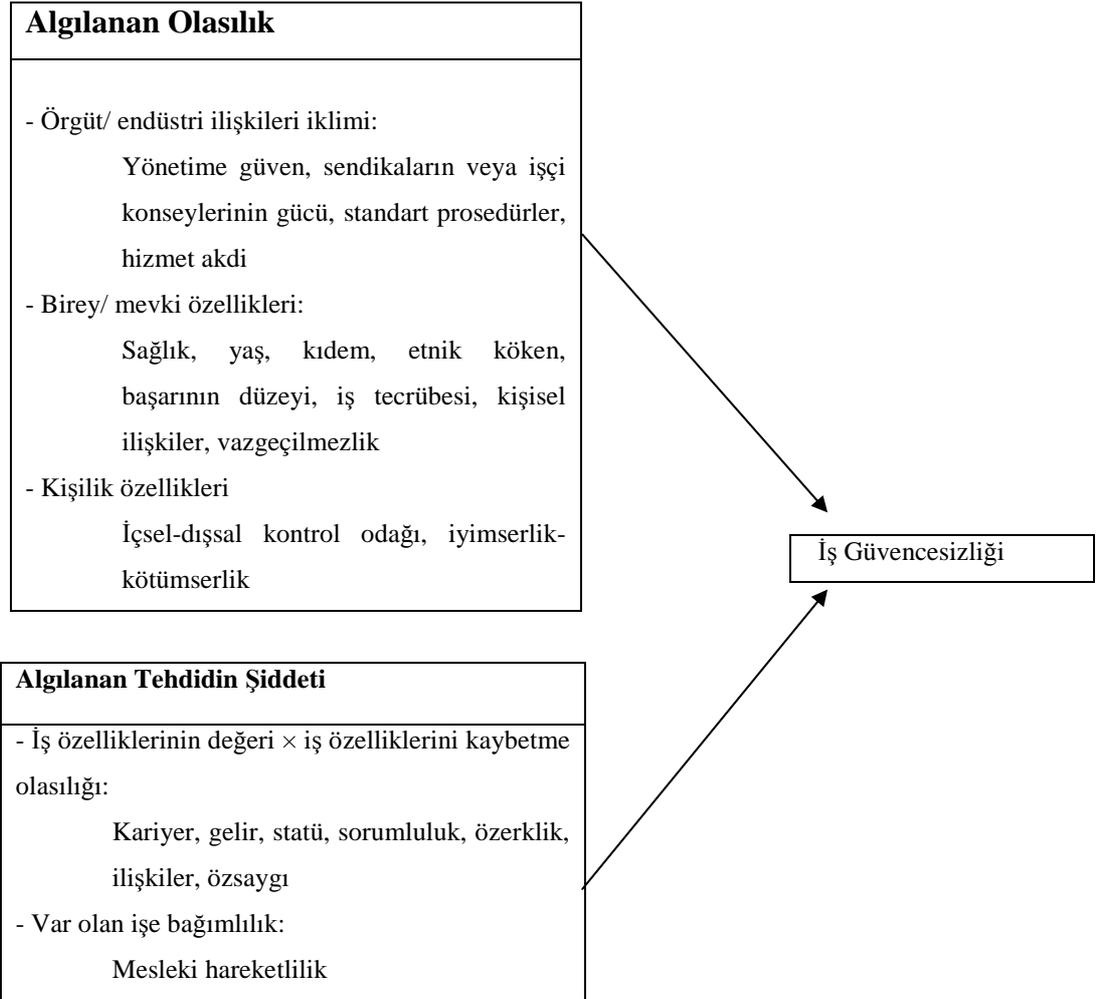 Algılanan Olasılık
- Örgüt/ endüstri ilişkileri iklimi:
Yönetime güven, sendikaların veya işçi
konseylerinin gücü, standart prosedürler,
hizmet akdi
- Birey/ mevki özellikleri:
Sağlık, yaş, kıdem, etnik köken,
başarının düzeyi, iş tecrübesi, kişisel
ilişkiler, vazgeçilmezlik
- Kişilik özellikleri
İçsel-dışsal kontrol odağı, iyimserlik-
kötümserlik
İş Güvencesizliği
Algılanan Tehdidin Şiddeti
- İş özelliklerinin değeri × iş özelliklerini kaybetme
olasılığı:
Kariyer, gelir, statü, sorumluluk, özerklik,
ilişkiler, özsaygı
- Var olan işe bağımlılık:
Mesleki hareketlilik